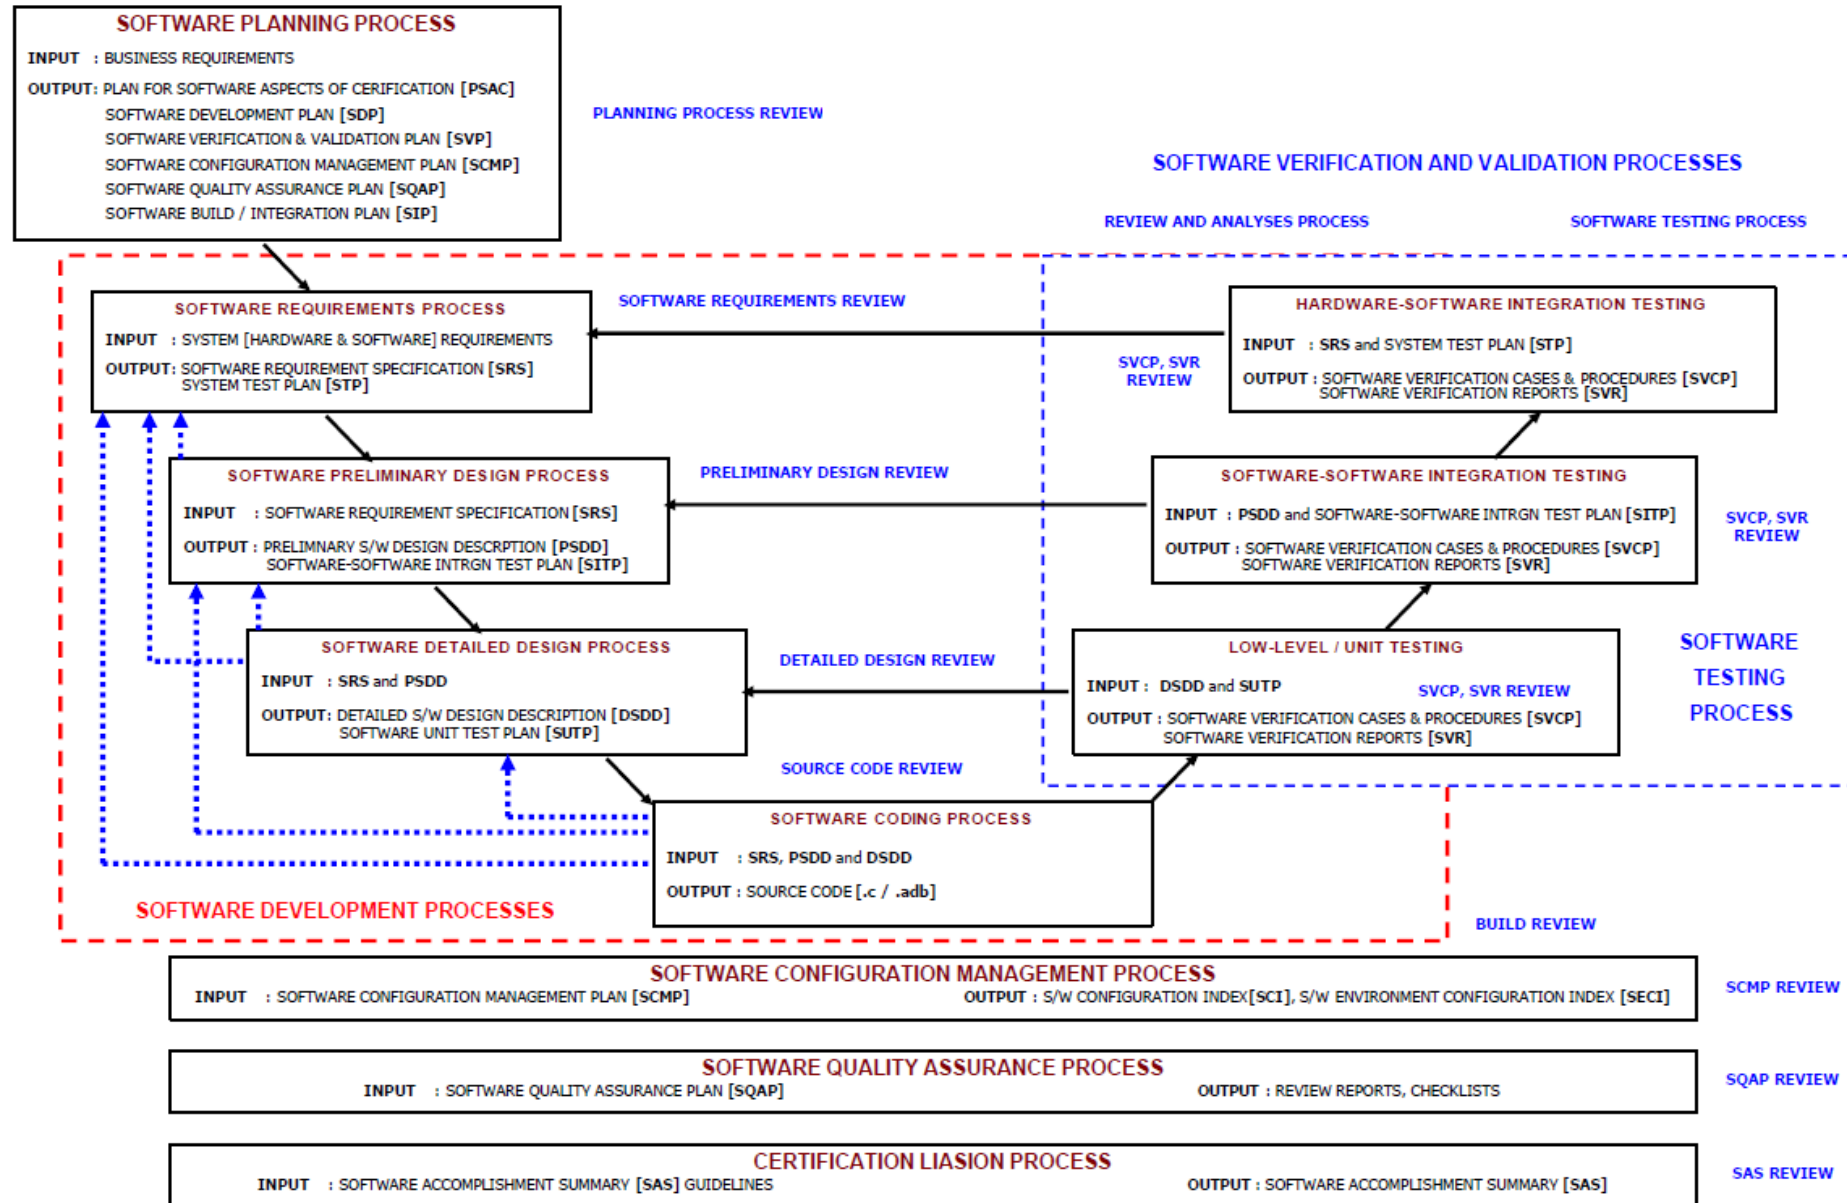 SOFTWARE PLANNING PROCESS
INPUT : BUSINESS REQUIREMENTS
OUTPUT: PLAN FOR SOFTWARE ASPECTS OF CERIFICATION [PSAC]
SOFTWARE DEVELOPMENT PLAN [SDP]
SOFTWARE VERIFICATION & VALIDATION PLAN [SVP]
SOFTWARE CONFIGURATION MANAGEMENT PLAN [SCMP]
SOFTWARE QUALITY ASSURANCE PLAN [SQAP]
SOFTWARE BUILD / INTEGRATION PLAN [SIP]
PLANNING PROCESS REVIEW
SOFTWARE VERIFICATION AND VALIDATION PROCESSES
REVIEW AND ANALYSES PROCESS
SOFTWARE TESTING PROCESS
SOFTWARE REQUIREMENTS PROCESS
INPUT : SYSTEM [HARDWARE & SOFTWARE] REQUIREMENTS
OUTPUT: SOFTWARE REQUIREMENT SPECIFICATION [SRS]
SYSTEM TEST PLAN [STP]
SOFTWARE REQUIREMENTS REVIEW
SVCP, SVR
REVIEW
HARDWARE-SOFTWARE INTEGRATION TESTING
INPUT : SRS and SYSTEM TEST PLAN [STP]
OUTPUT : SOFTWARE VERIFICATION CASES & PROCEDURES [SVCP]
SOFTWARE VERIFICATION REPORTS [SVR]
SOFTWARE PRELIMINARY DESIGN PROCESS
INPUT : SOFTWARE REQUIREMENT SPECIFICATION [SRS]
OUTPUT : PRELIMNARY S/W DESIGN DESCRPTION [PSDD]
SOFTWARE-SOFTWARE INTRGN TEST PLAN [SITP]
PRELIMINARY DESIGN REVIEW
SOFTWARE-SOFTWARE INTEGRATION TESTING
INPUT : PSDD and SOFTWARE-SOFTWARE INTRGN TEST PLAN [SITP]
OUTPUT : SOFTWARE VERIFICATION CASES & PROCEDURES [SVCP]
SOFTWARE VERIFICATION REPORTS [SVR]
SVCP, SVR
REVIEW
SOFTWARE DETAILED DESIGN PROCESS
INPUT : SRS and PSDD
OUTPUT: DETAILED S/W DESIGN DESCRIPTION [DSDD]
SOFTWARE UNIT TEST PLAN [SUTP]
DETAILED DESIGN REVIEW
LOW-LEVEL / UNIT TESTING
INPUT : DSDD and SUTP
SVCP, SVR REVIEW
OUTPUT : SOFTWARE VERIFICATION CASES & PROCEDURES [SVCP]
SOFTWARE VERIFICATION REPORTS [SVR]
SOFTWARE
TESTING
PROCESS
SOURCE CODE REVIEW
SOFTWARE CODING PROCESS
INPUT : SRS, PSDD and DSDD
OUTPUT : SOURCE CODE [.c / .adb]
SOFTWARE DEVELOPMENT PROCESSES
BUILD REVIEW
SOFTWARE CONFIGURATION MANAGEMENT PROCESS
INPUT : SOFTWARE CONFIGURATION MANAGEMENT PLAN [SCMP]
OUTPUT : S/W CONFIGURATION INDEX[SCI], S/W ENVIRONMENT CONFIGURATION INDEX [SECI]
SCMP REVIEW
SOFTWARE QUALITY ASSURANCE PROCESS
INPUT : SOFTWARE QUALITY ASSURANCE PLAN [SQAP]
OUTPUT : REVIEW REPORTS, CHECKLISTS
SQAP REVIEW
CERTIFICATION LIASION PROCESS
INPUT : SOFTWARE ACCOMPLISHMENT SUMMARY [SAS] GUIDELINES
OUTPUT : SOFTWARE ACCOMPLISHMENT SUMMARY [SAS]
SAS REVIEW